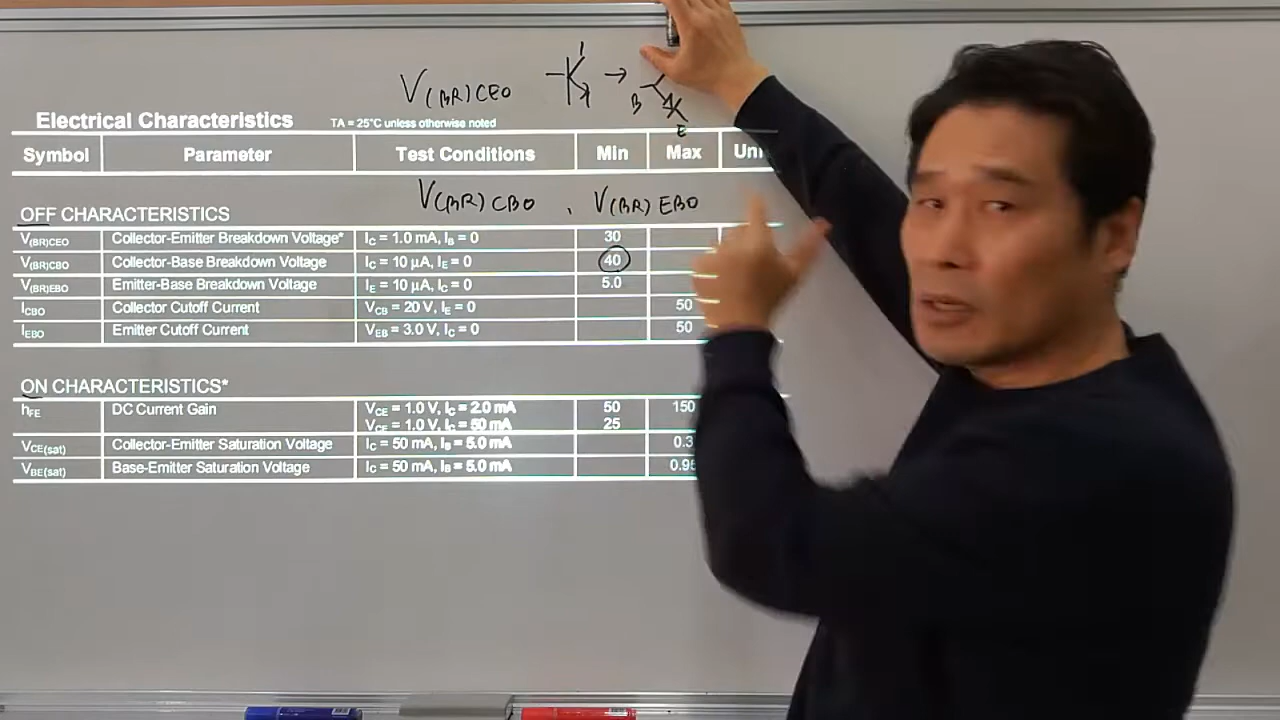 V(BR)CEO
→
B
E
Electrical Characteristics TA = 25°C unless otherwise noted
Symbol Parameter Test Conditions Min Max
V(BR)CBO , V(BR)EBO
OFF CHARACTERISTICS
V(BR)CEO Collector-Emitter Breakdown Voltage* IC = 1.0 mA, IB = 0 30
V(BR)CBO Collector-Base Breakdown Voltage IC = 10 µA, IE = 0 40
V(BR)EBO Emitter-Base Breakdown Voltage IE = 10 µA, IC = 0 5.0
ICBO Collector Cutoff Current VCB = 20 V, IE = 0 50
IEBO Emitter Cutoff Current VEB = 3.0 V, IC = 0 50
ON CHARACTERISTICS*
hFE DC Current Gain VCE = 1.0 V, IC = 2.0 mA 50 150
VCE = 1.0 V, IC = 50 mA 25
VCE(sat) Collector-Emitter Saturation Voltage IC = 50 mA, IB = 5.0 mA 0.3
VBE(sat) Base-Emitter Saturation Voltage IC = 50 mA, IB = 5.0 mA 0.95